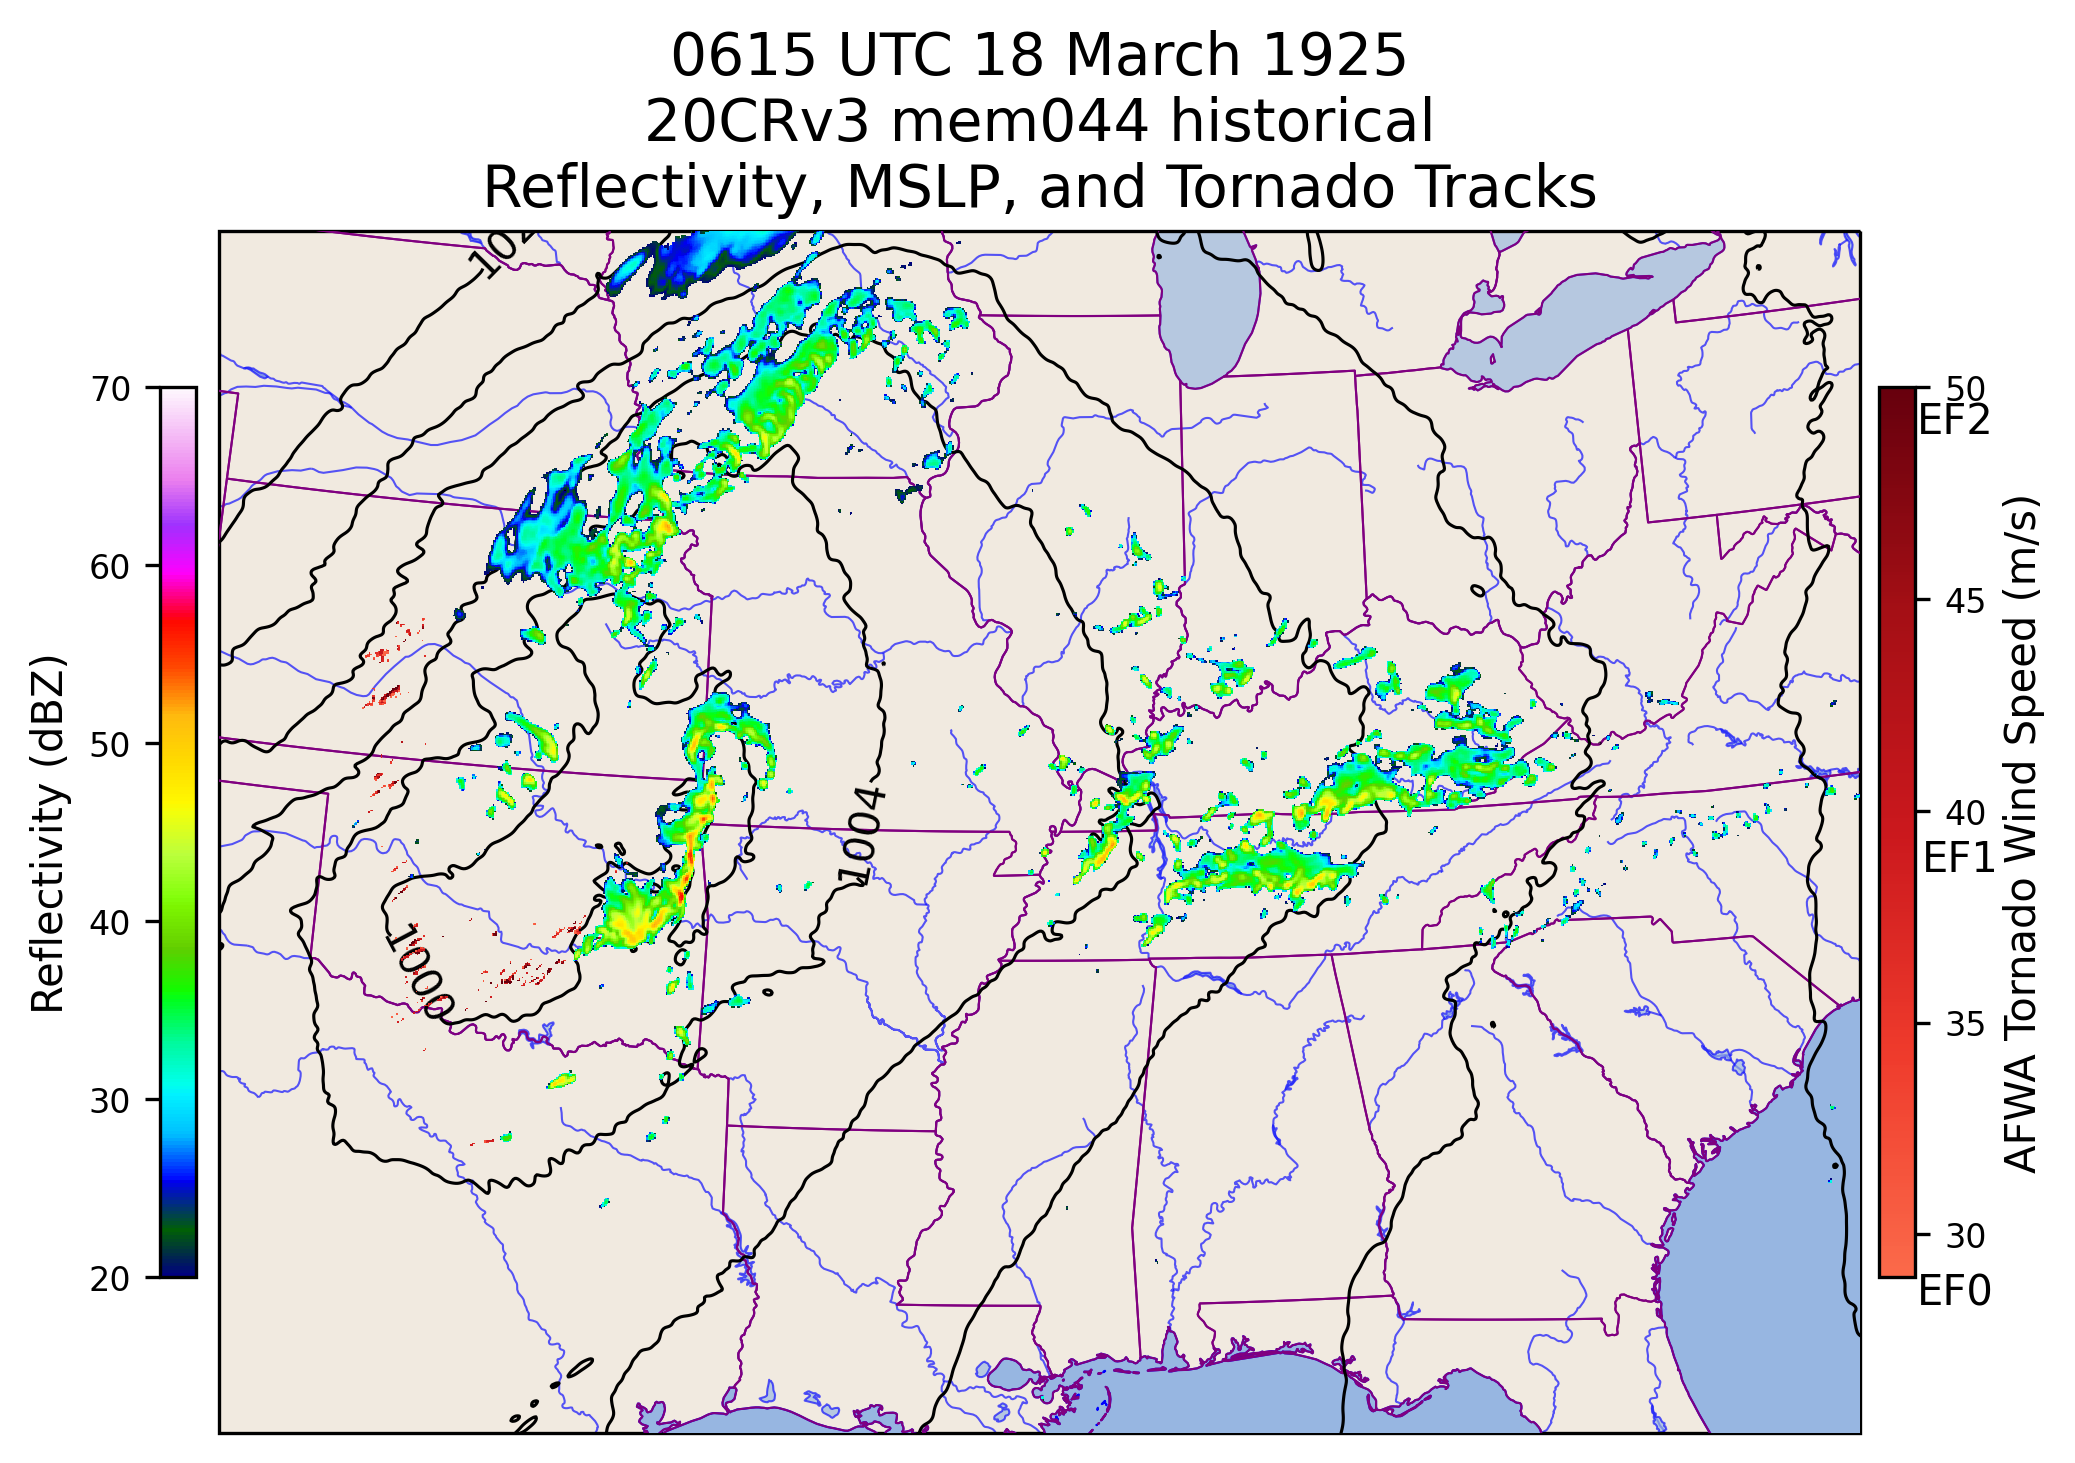 0615 UTC 18 March 1925
20CRv3 mem044 historical
Reflectivity, MSLP, and Tornado Tracks
70
60
50
40
30
20
Reflectivity (dBZ)
1004
1000
50
EF2
45
40
EF1
35
30
EF0
AFWA Tornado Wind Speed (m/s)